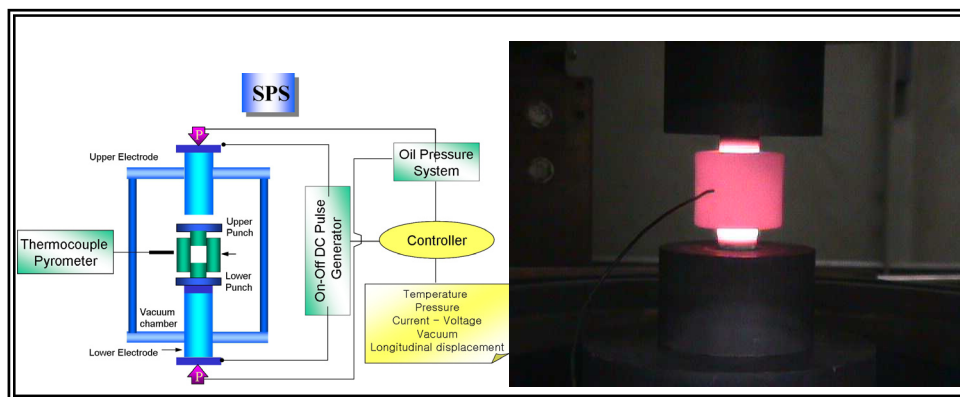 SPS
P
Upper Electrode
Oil Pressure
System
Upper
Punch
Thermocouple
Pyrometer
On-Off DC Pulse
Generator
Controller
Lower
Punch
Vacuum
chamber
Temperature
Pressure
Current - Voltage
Vacuum
Longitudinal displacement
Lower Electrode
P